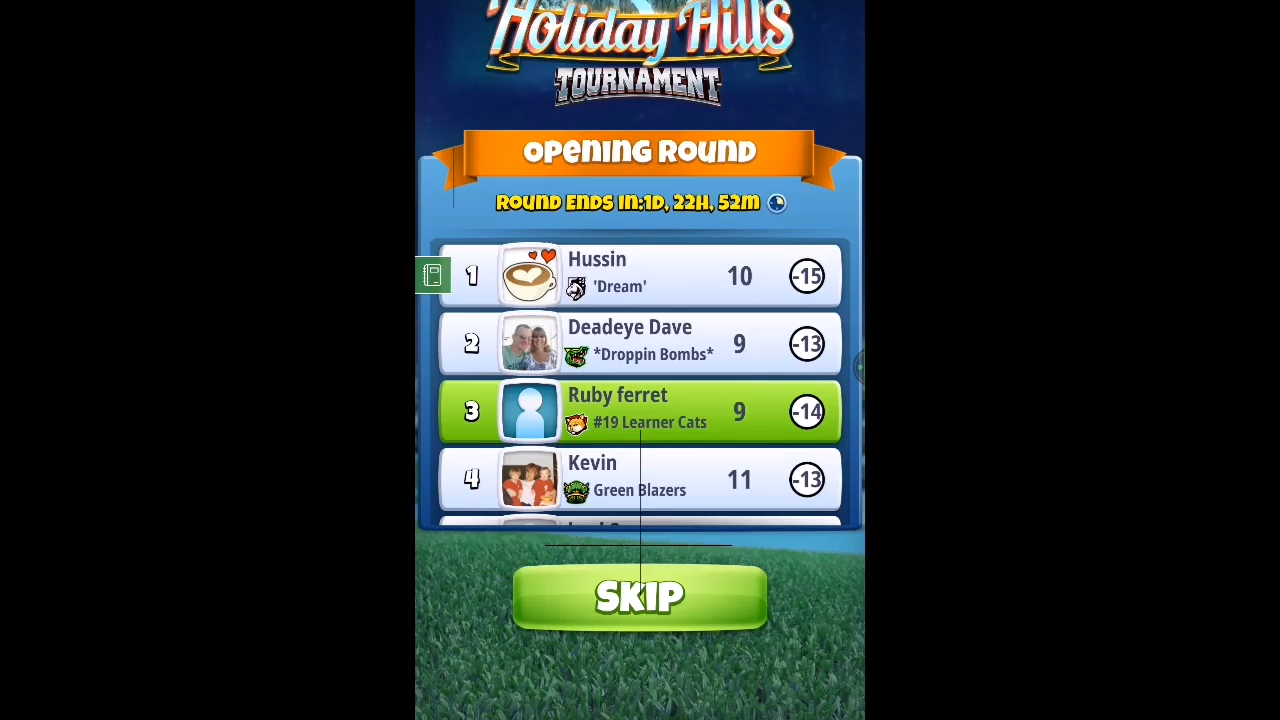 Holiday Hills
TOURNAMENT
OPENING ROUND
ROUND ENDS IN:1D, 22H, 52M
1 Hussin 10 -15
'Dream'
2 Deadeye Dave 9 -13
*Droppin Bombs*
3 Ruby ferret 9 -14
#19 Learner Cats
4 Kevin 11 -13
Green Blazers
SKIP